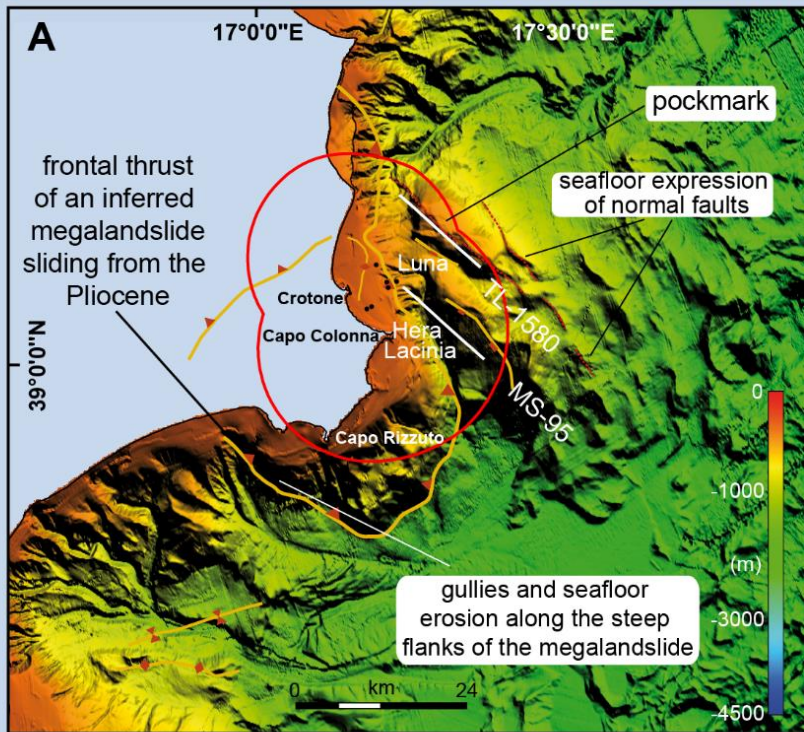 A
17°0'0"E
17°30'0"E
pockmark
frontal thrust
of an inferred
megalandslide
sliding from the
Pliocene
seafloor expression
of normal faults
Luna
Crotone
TL-1580
Capo Colonna
Hera
Lacinia
39°0'0"N
MS-95
Capo Rizzuto
0
-1000
(m)
-3000
-4500
gullies and seafloor
erosion along the steep
flanks of the megalandslide
km
0
24